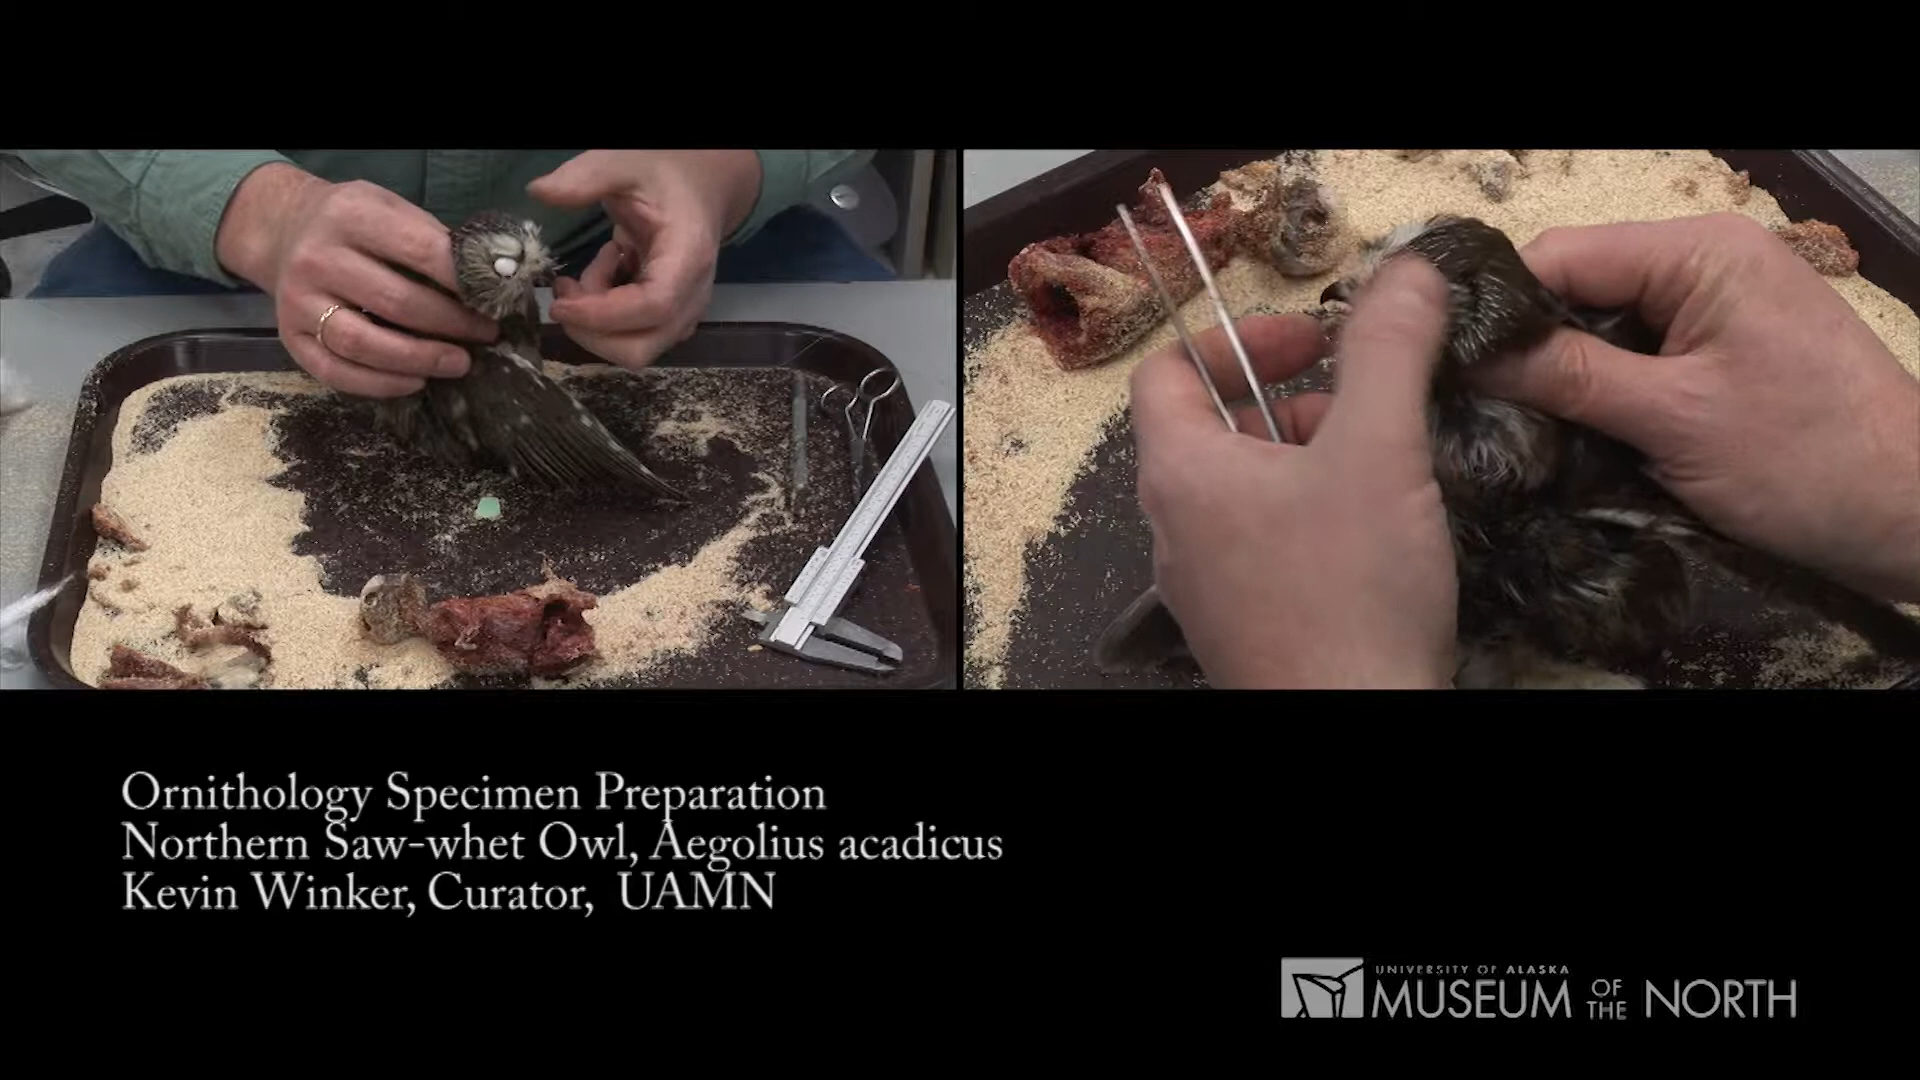 Ornithology Specimen Preparation
Northern Saw-whet Owl, Aegolius acadicus
Kevin Winker, Curator, UAMN
UNIVERSITY OF ALASKA
MUSEUM OF THE NORTH